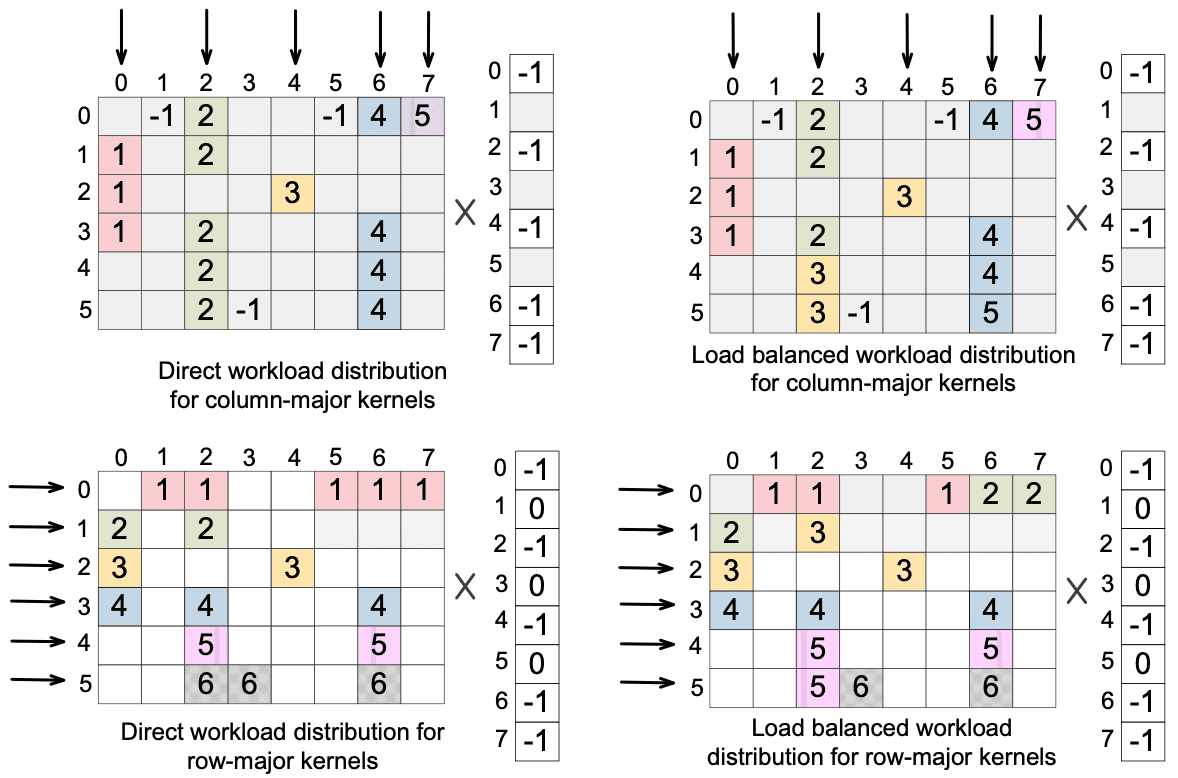 0 1 2 3 4 5 6 7
0 -1 2 -1 4 5
1 1 2
2 1 3
3 1 2 4
4 2 4
5 2 -1 4
×
0 -1
1
2 -1
3
4 -1
5
6 -1
7 -1
Direct workload distribution
for column-major kernels
0 1 2 3 4 5 6 7
0 -1 2 -1 4 5
1 1 2
2 1 3
3 1 2 4
4 3 4
5 3 -1 5
×
0 -1
1
2 -1
3
4 -1
5
6 -1
7 -1
Load balanced workload distribution
for column-major kernels
0 1 2 3 4 5 6 7
0 1 1 1 1 1
1 2 2
2 3 3
3 4 4 4
4 5 5
5 6 6 6
×
0 -1
1 0
2 -1
3 0
4 -1
5 0
6 -1
7 -1
Direct workload distribution for
row-major kernels
0 1 2 3 4 5 6 7
0 1 1 1 2 2
1 2 3
2 3 3
3 4 4 4
4 5 5
5 5 6 6
×
0 -1
1 0
2 -1
3 0
4 -1
5 0
6 -1
7 -1
Load balanced workload
distribution for row-major kernels